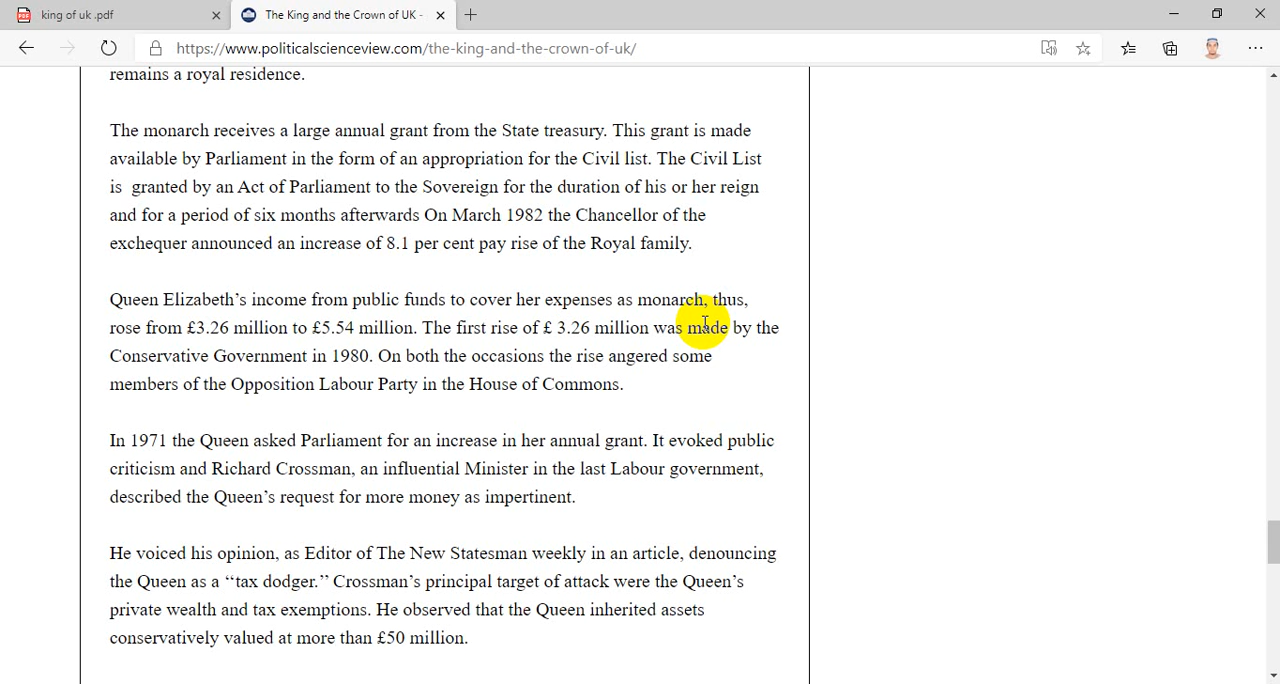 king of uk .pdf
The King and the Crown of UK -
https://www.politicalscienceview.com/the-king-and-the-crown-of-uk/
remains a royal residence.
The monarch receives a large annual grant from the State treasury. This grant is made
available by Parliament in the form of an appropriation for the Civil list. The Civil List
is granted by an Act of Parliament to the Sovereign for the duration of his or her reign
and for a period of six months afterwards On March 1982 the Chancellor of the
exchequer announced an increase of 8.1 per cent pay rise of the Royal family.
Queen Elizabeth’s income from public funds to cover her expenses as monarch, thus,
rose from £3.26 million to £5.54 million. The first rise of £ 3.26 million was made by the
Conservative Government in 1980. On both the occasions the rise angered some
members of the Opposition Labour Party in the House of Commons.
In 1971 the Queen asked Parliament for an increase in her annual grant. It evoked public
criticism and Richard Crossman, an influential Minister in the last Labour government,
described the Queen’s request for more money as impertinent.
He voiced his opinion, as Editor of The New Statesman weekly in an article, denouncing
the Queen as a ‘‘tax dodger.’’ Crossman’s principal target of attack were the Queen’s
private wealth and tax exemptions. He observed that the Queen inherited assets
conservatively valued at more than £50 million.